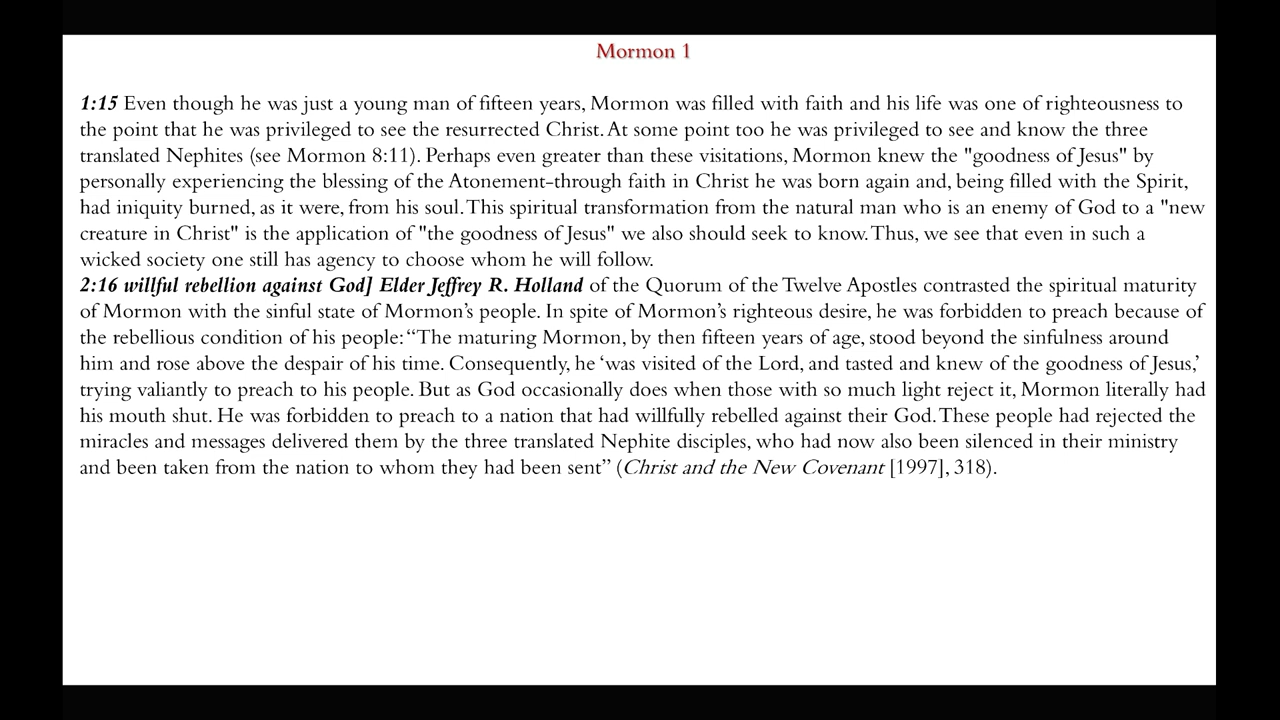 Mormon 1
1:15 Even though he was just a young man of fifteen years, Mormon was filled with faith and his life was one of righteousness to
the point that he was privileged to see the resurrected Christ. At some point too he was privileged to see and know the three
translated Nephites (see Mormon 8:11). Perhaps even greater than these visitations, Mormon knew the "goodness of Jesus" by
personally experiencing the blessing of the Atonement-through faith in Christ he was born again and, being filled with the Spirit,
had iniquity burned, as it were, from his soul. This spiritual transformation from the natural man who is an enemy of God to a "new
creature in Christ" is the application of "the goodness of Jesus" we also should seek to know. Thus, we see that even in such a
wicked society one still has agency to choose whom he will follow.
2:16 willful rebellion against God] Elder Jeffrey R. Holland of the Quorum of the Twelve Apostles contrasted the spiritual maturity
of Mormon with the sinful state of Mormon’s people. In spite of Mormon’s righteous desire, he was forbidden to preach because of
the rebellious condition of his people: “The maturing Mormon, by then fifteen years of age, stood beyond the sinfulness around
him and rose above the despair of his time. Consequently, he ‘was visited of the Lord, and tasted and knew of the goodness of Jesus,’
trying valiantly to preach to his people. But as God occasionally does when those with so much light reject it, Mormon literally had
his mouth shut. He was forbidden to preach to a nation that had willfully rebelled against their God. These people had rejected the
miracles and messages delivered them by the three translated Nephite disciples, who had now also been silenced in their ministry
and been taken from the nation to whom they had been sent” (Christ and the New Covenant [1997], 318).